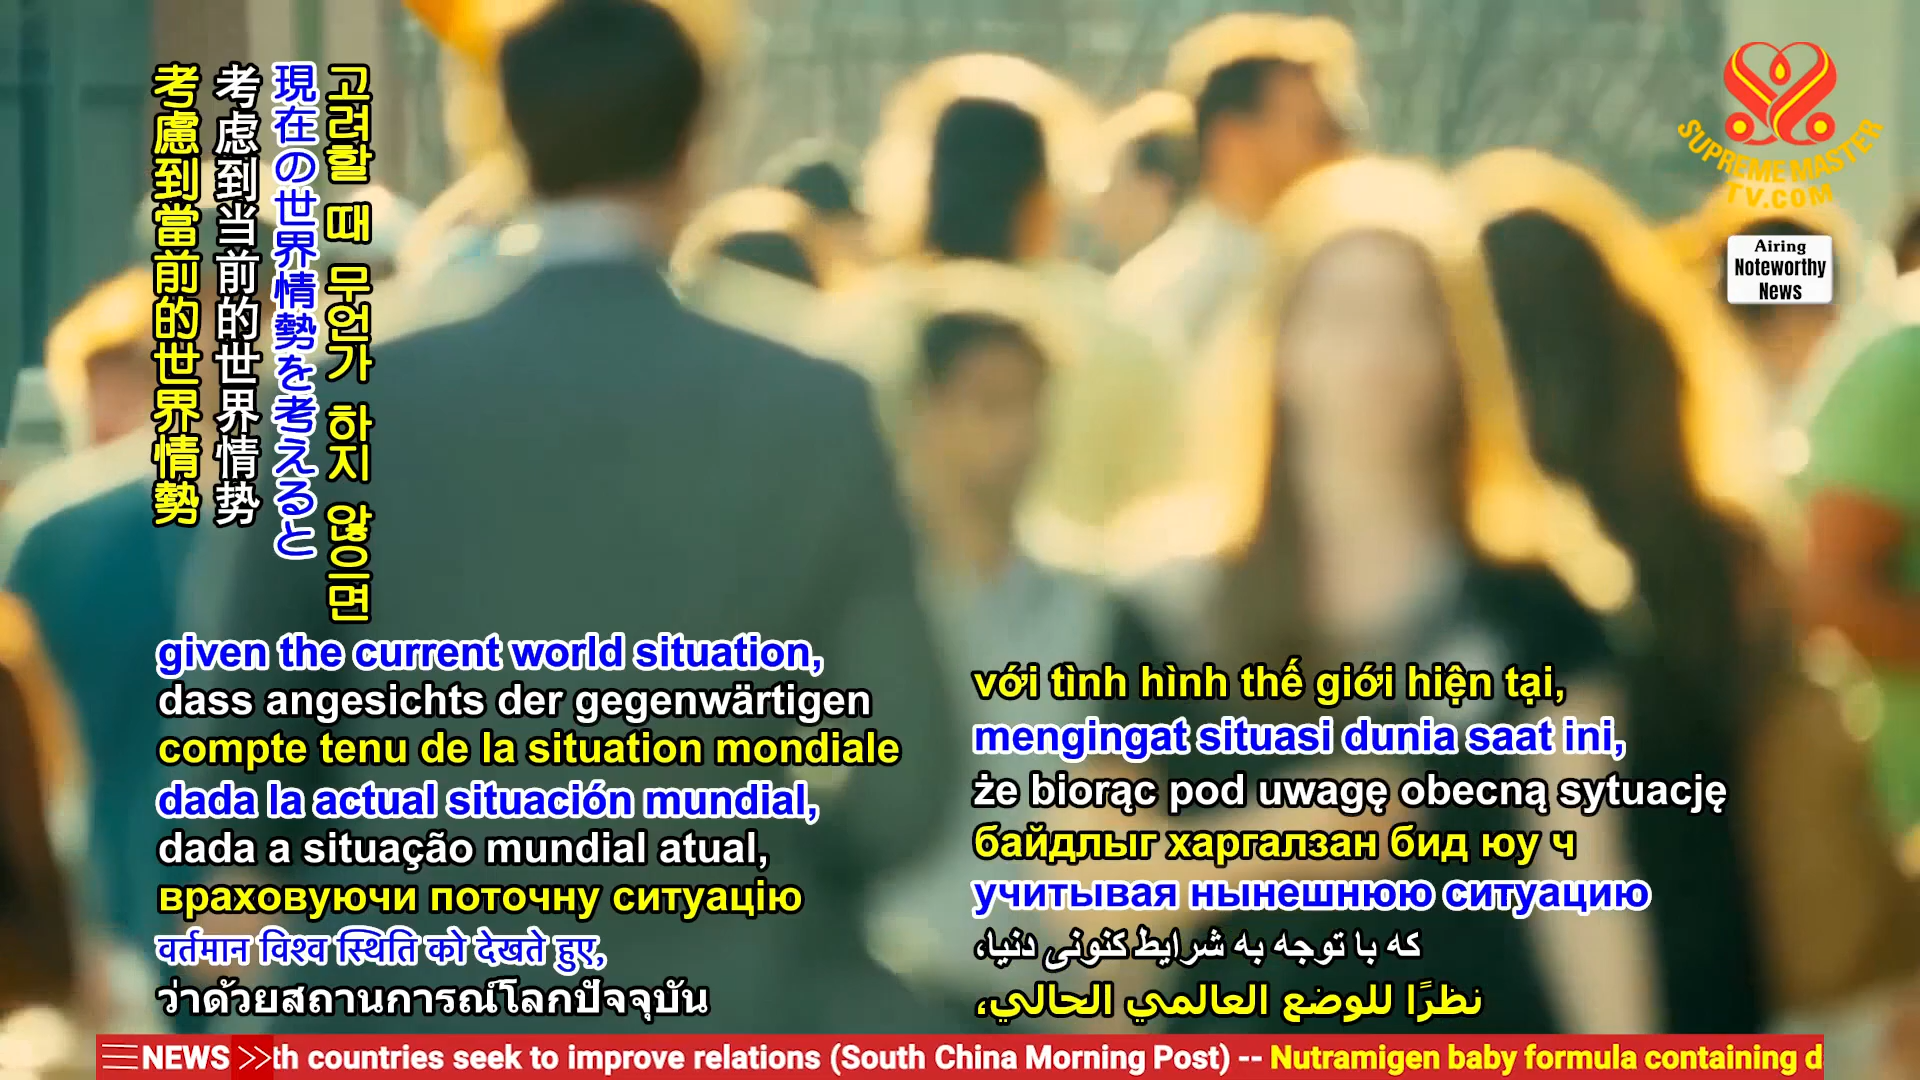 考慮到當前的世界情勢
考虑到当前的世界情势
現在の世界情勢を考えると
고려할 때 무언가 하지 않으면
SUPREME MASTER
TV.COM
Airing
Noteworthy
News
given the current world situation,
dass angesichts der gegenwärtigen
compte tenu de la situation mondiale
dada la actual situación mundial,
dada a situação mundial atual,
враховуючи поточну ситуацію
वर्तमान विश्व स्थिति को देखते हुए,
ว่าด้วยสถานการณ์โลกปัจจุบัน
với tình hình thế giới hiện tại,
mengingat situasi dunia saat ini,
że biorąc pod uwagę obecną sytuację
байдлыг харгалзан бид юу ч
учитывая нынешнюю ситуацию
که با توجه به شرایط کنونی دنیا،
نظرًا للوضع العالمي الحالي،
NEWS >> th countries seek to improve relations (South China Morning Post) -- Nutramigen baby formula containing d